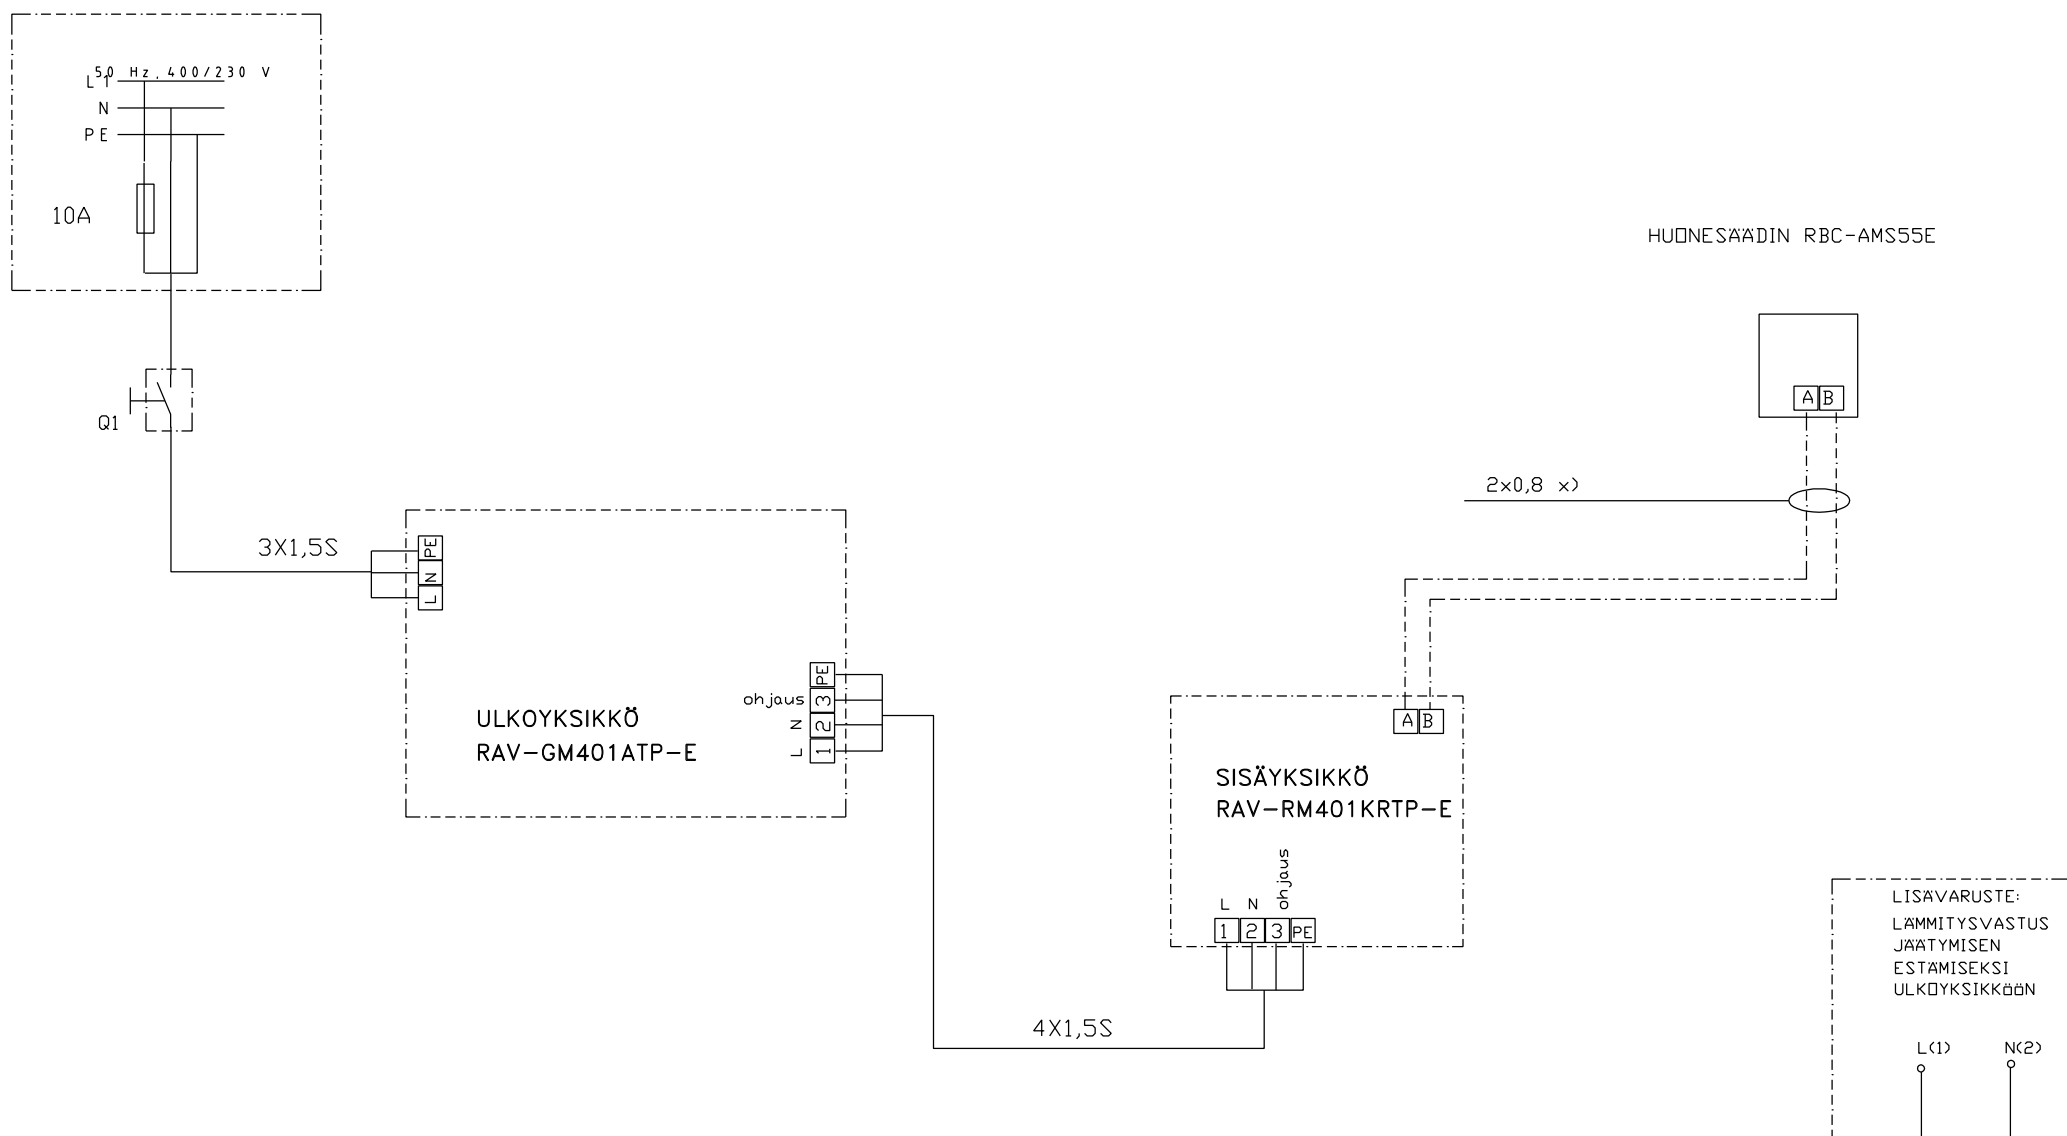 50 Hz, 400/230 V
L1
N
PE
10A
Q1
HUONESÄÄDIN RBC-AMS55E
A B
2x0,8 x)
3X1,5S
PE
N
L
ULKOYKSIKKÖ
RAV-GM401ATP-E
PE
ohjaus 3
N 2
L 1
A B
SISÄYKSIKKÖ
RAV-RM401KRTP-E
L N ohjaus
1 2 3 PE
4X1,5S
LISÄVARUSTE:
LÄMMITYSVASTUS
JÄÄTYMISEN
ESTÄMISEKSI
ULKOYKSIKKööN
L(1) N(2)